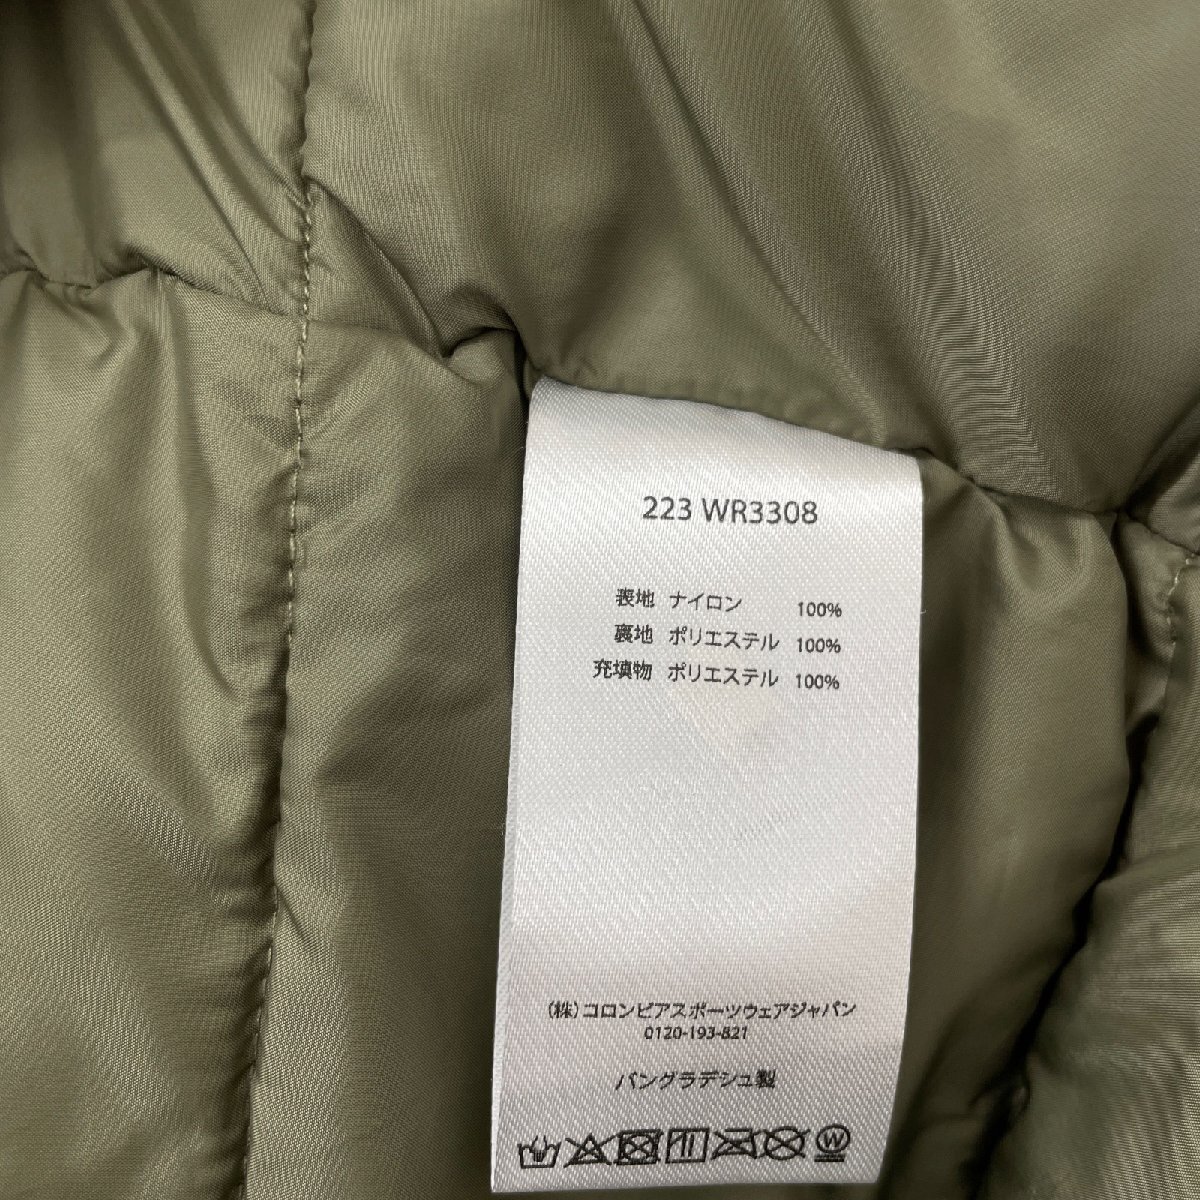 223 WR3308
表地 ナイロン 100%
裏地 ポリエステル 100%
充填物 ポリエステル 100%
(株)コロンビアスポーツウェアジャパン
0120-193-821
バングラデシュ製
W